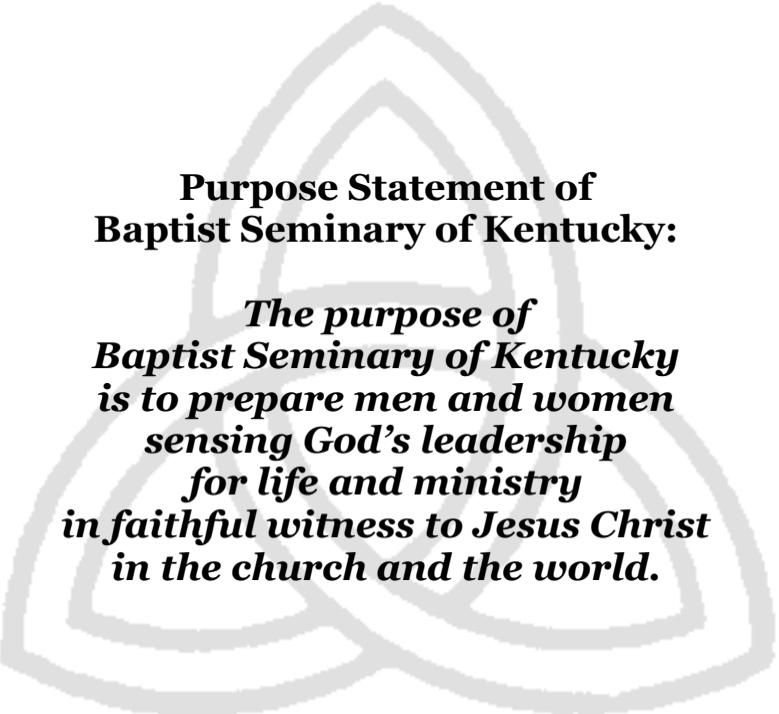 Purpose Statement of
Baptist Seminary of Kentucky:
The purpose of
Baptist Seminary of Kentucky
is to prepare men and women
sensing God’s leadership
for life and ministry
in faithful witness to Jesus Christ
in the church and the world.